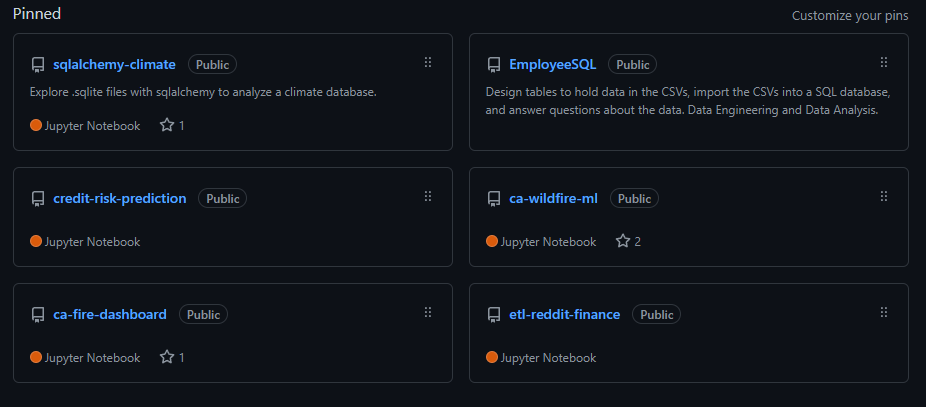 Pinned
Customize your pins
sqlalchemy-climate Public
Explore .sqlite files with sqlalchemy to analyze a climate database.
Jupyter Notebook 1
EmployeeSQL Public
Design tables to hold data in the CSVs, import the CSVs into a SQL database,
and answer questions about the data. Data Engineering and Data Analysis.
credit-risk-prediction Public
Jupyter Notebook
ca-wildfire-ml Public
Jupyter Notebook 2
ca-fire-dashboard Public
Jupyter Notebook 1
etl-reddit-finance Public
Jupyter Notebook